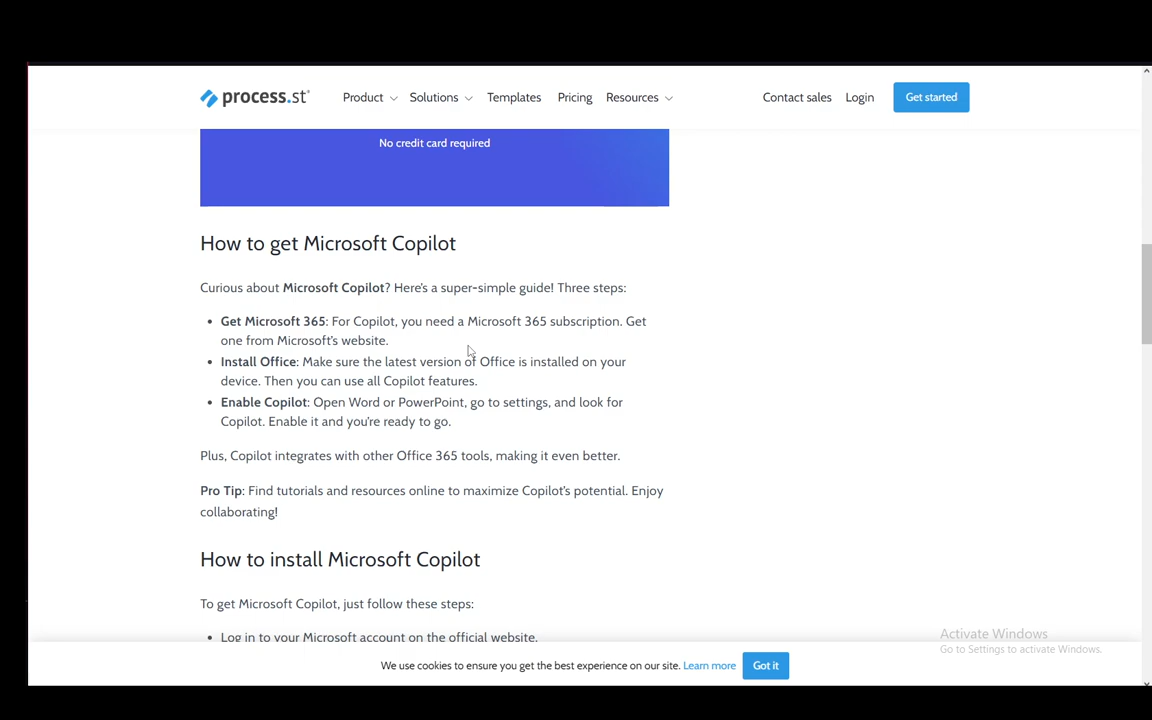 process.st
Product
Solutions
Templates
Pricing
Resources
Contact sales
Login
Get started
No credit card required
How to get Microsoft Copilot
Curious about Microsoft Copilot? Here's a super-simple guide! Three steps:
• Get Microsoft 365: For Copilot, you need a Microsoft 365 subscription. Get
one from Microsoft's website.
• Install Office: Make sure the latest version of Office is installed on your
device. Then you can use all Copilot features.
• Enable Copilot: Open Word or PowerPoint, go to settings, and look for
Copilot. Enable it and you're ready to go.
Plus, Copilot integrates with other Office 365 tools, making it even better.
Pro Tip: Find tutorials and resources online to maximize Copilot's potential. Enjoy
collaborating!
How to install Microsoft Copilot
To get Microsoft Copilot, just follow these steps:
• Log in to your Microsoft account on the official website.
Activate Windows
Go to Settings to activate Windows.
We use cookies to ensure you get the best experience on our site. Learn more
Got it